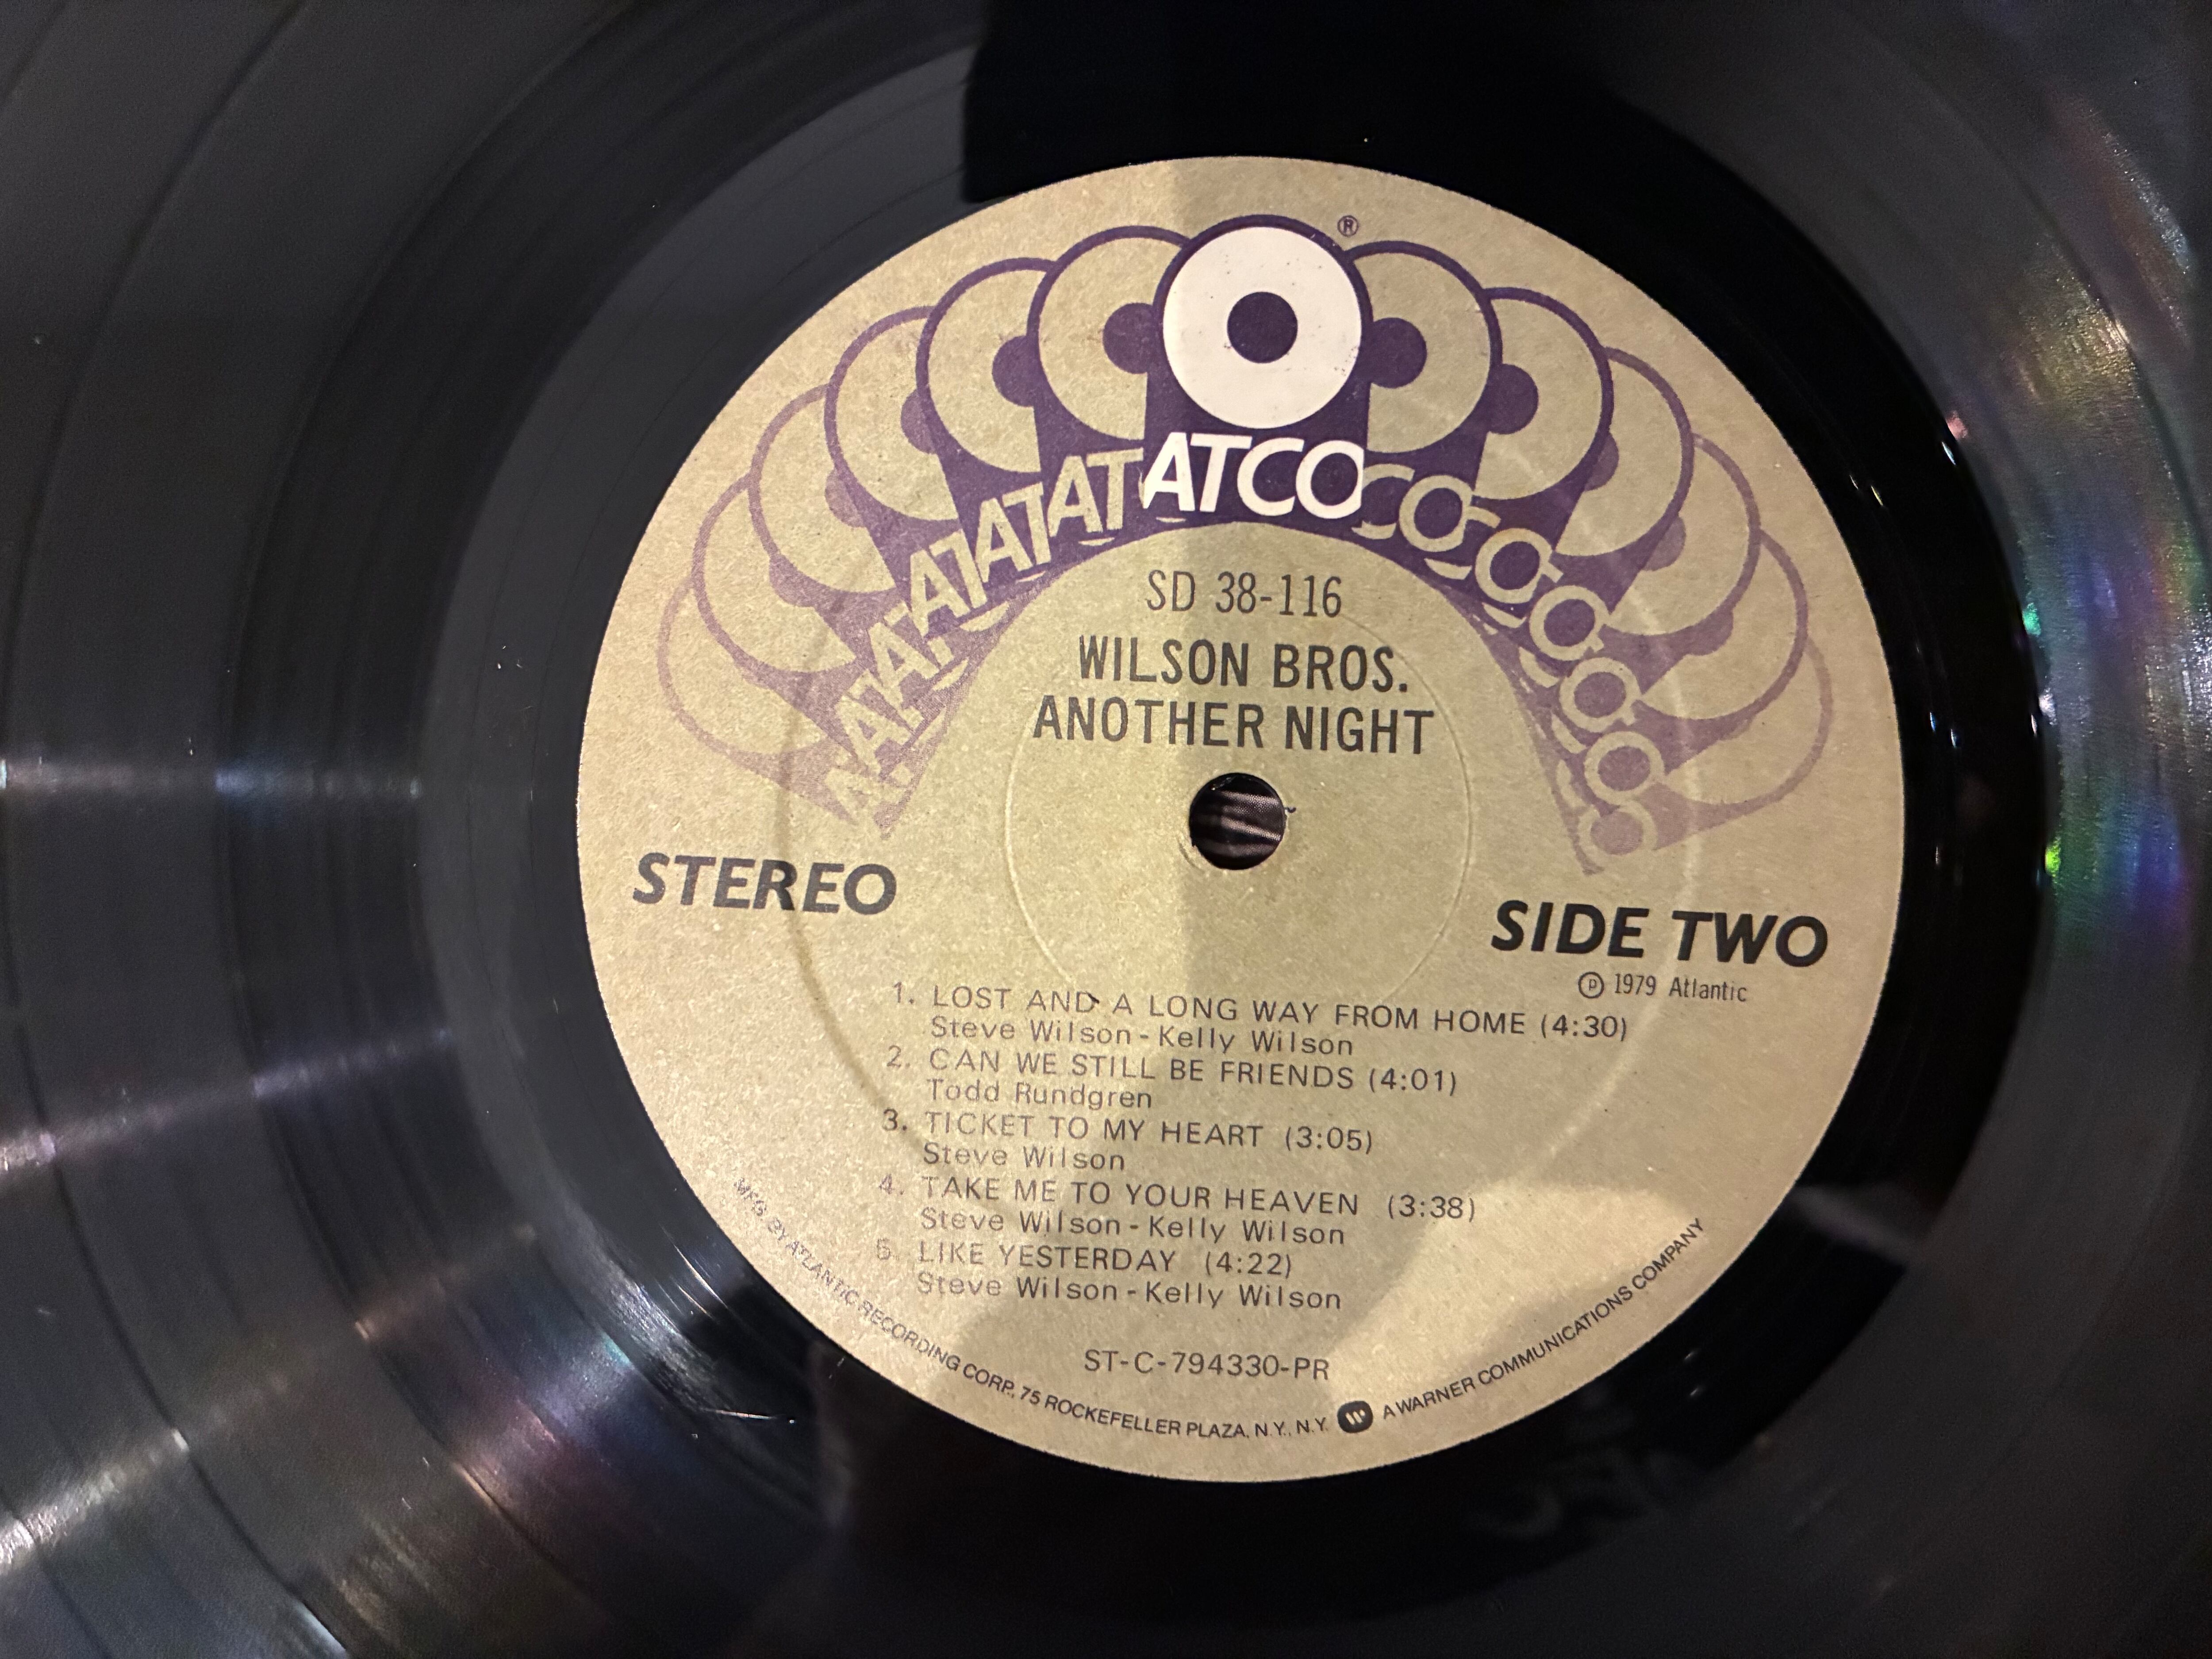 ®
ATCO
SD 38-116
WILSON BROS.
ANOTHER NIGHT
STEREO
SIDE TWO
℗ 1979 Atlantic
1. LOST AND A LONG WAY FROM HOME (4:30)
Steve Wilson - Kelly Wilson
2. CAN WE STILL BE FRIENDS (4:01)
Todd Rundgren
3. TICKET TO MY HEART (3:05)
Steve Wilson
4. TAKE ME TO YOUR HEAVEN (3:38)
Steve Wilson - Kelly Wilson
5. LIKE YESTERDAY (4:22)
Steve Wilson - Kelly Wilson
ST-C-794330-PR
MFG. BY ATLANTIC RECORDING CORP., 75 ROCKEFELLER PLAZA, N.Y., N.Y. A WARNER COMMUNICATIONS COMPANY